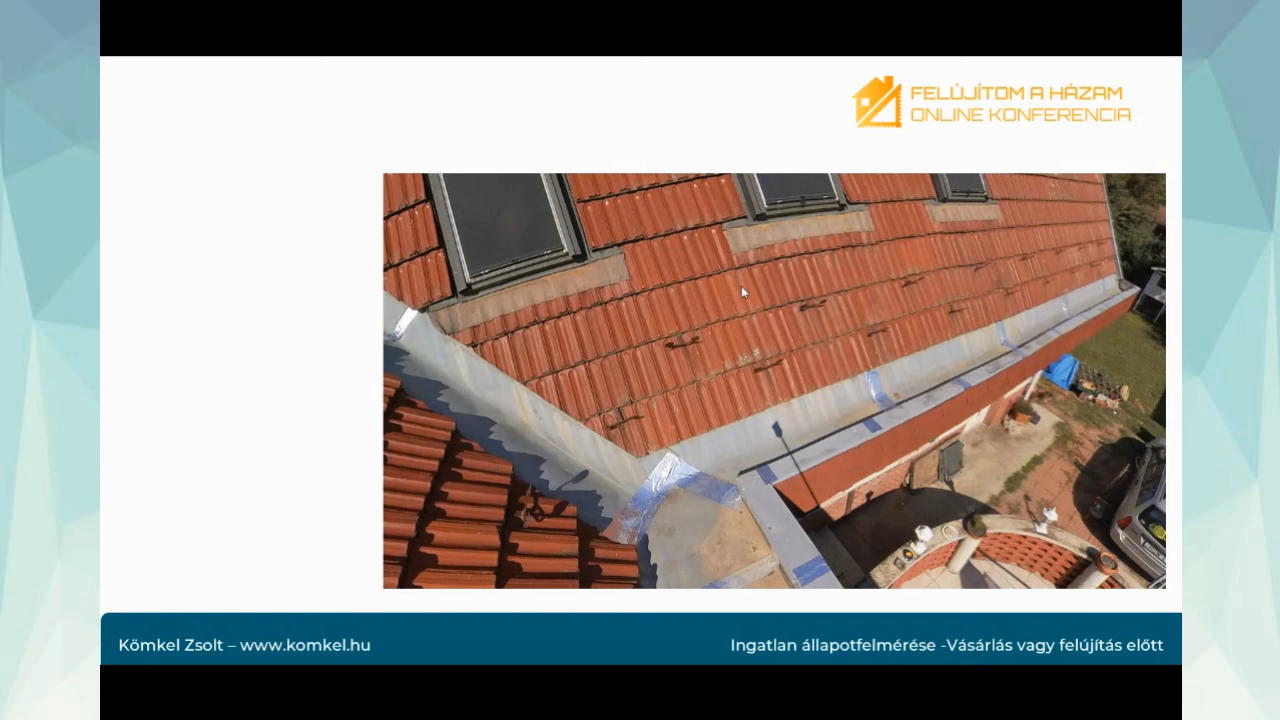 FELÚJÍTOM A HÁZAM
ONLINE KONFERENCIA
Kömkel Zsolt – www.komkel.hu
Ingatlan állapotfelmérése -Vásárlás vagy felújítás előtt